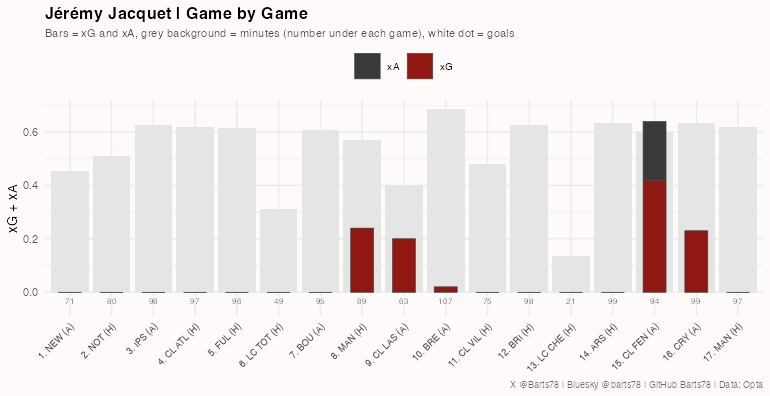 Jérémy Jacquet | Game by Game
Bars = xG and xA, grey background = minutes (number under each game), white dot = goals
xA xG
xG + xA
0.6
0.4
0.2
0.0
71 80 98 97 96 49 95 89 63 107 75 98 21 99 94 99 97
1. NEW (A)
2. NOT (H)
3. IPS (A)
4. CL ATL (H)
5. FUL (H)
6. LC TOT (H)
7. BOU (A)
8. MAN (H)
9. CL LAS (A)
10. BRE (A)
11. CL VIL (H)
12. BRI (H)
13. LC CHE (H)
14. ARS (H)
15. CL FEN (A)
16. CRY (A)
17. MAN (H)
X @Barts78 | Bluesky @barts78 | GitHub Barts78 | Data: Opta